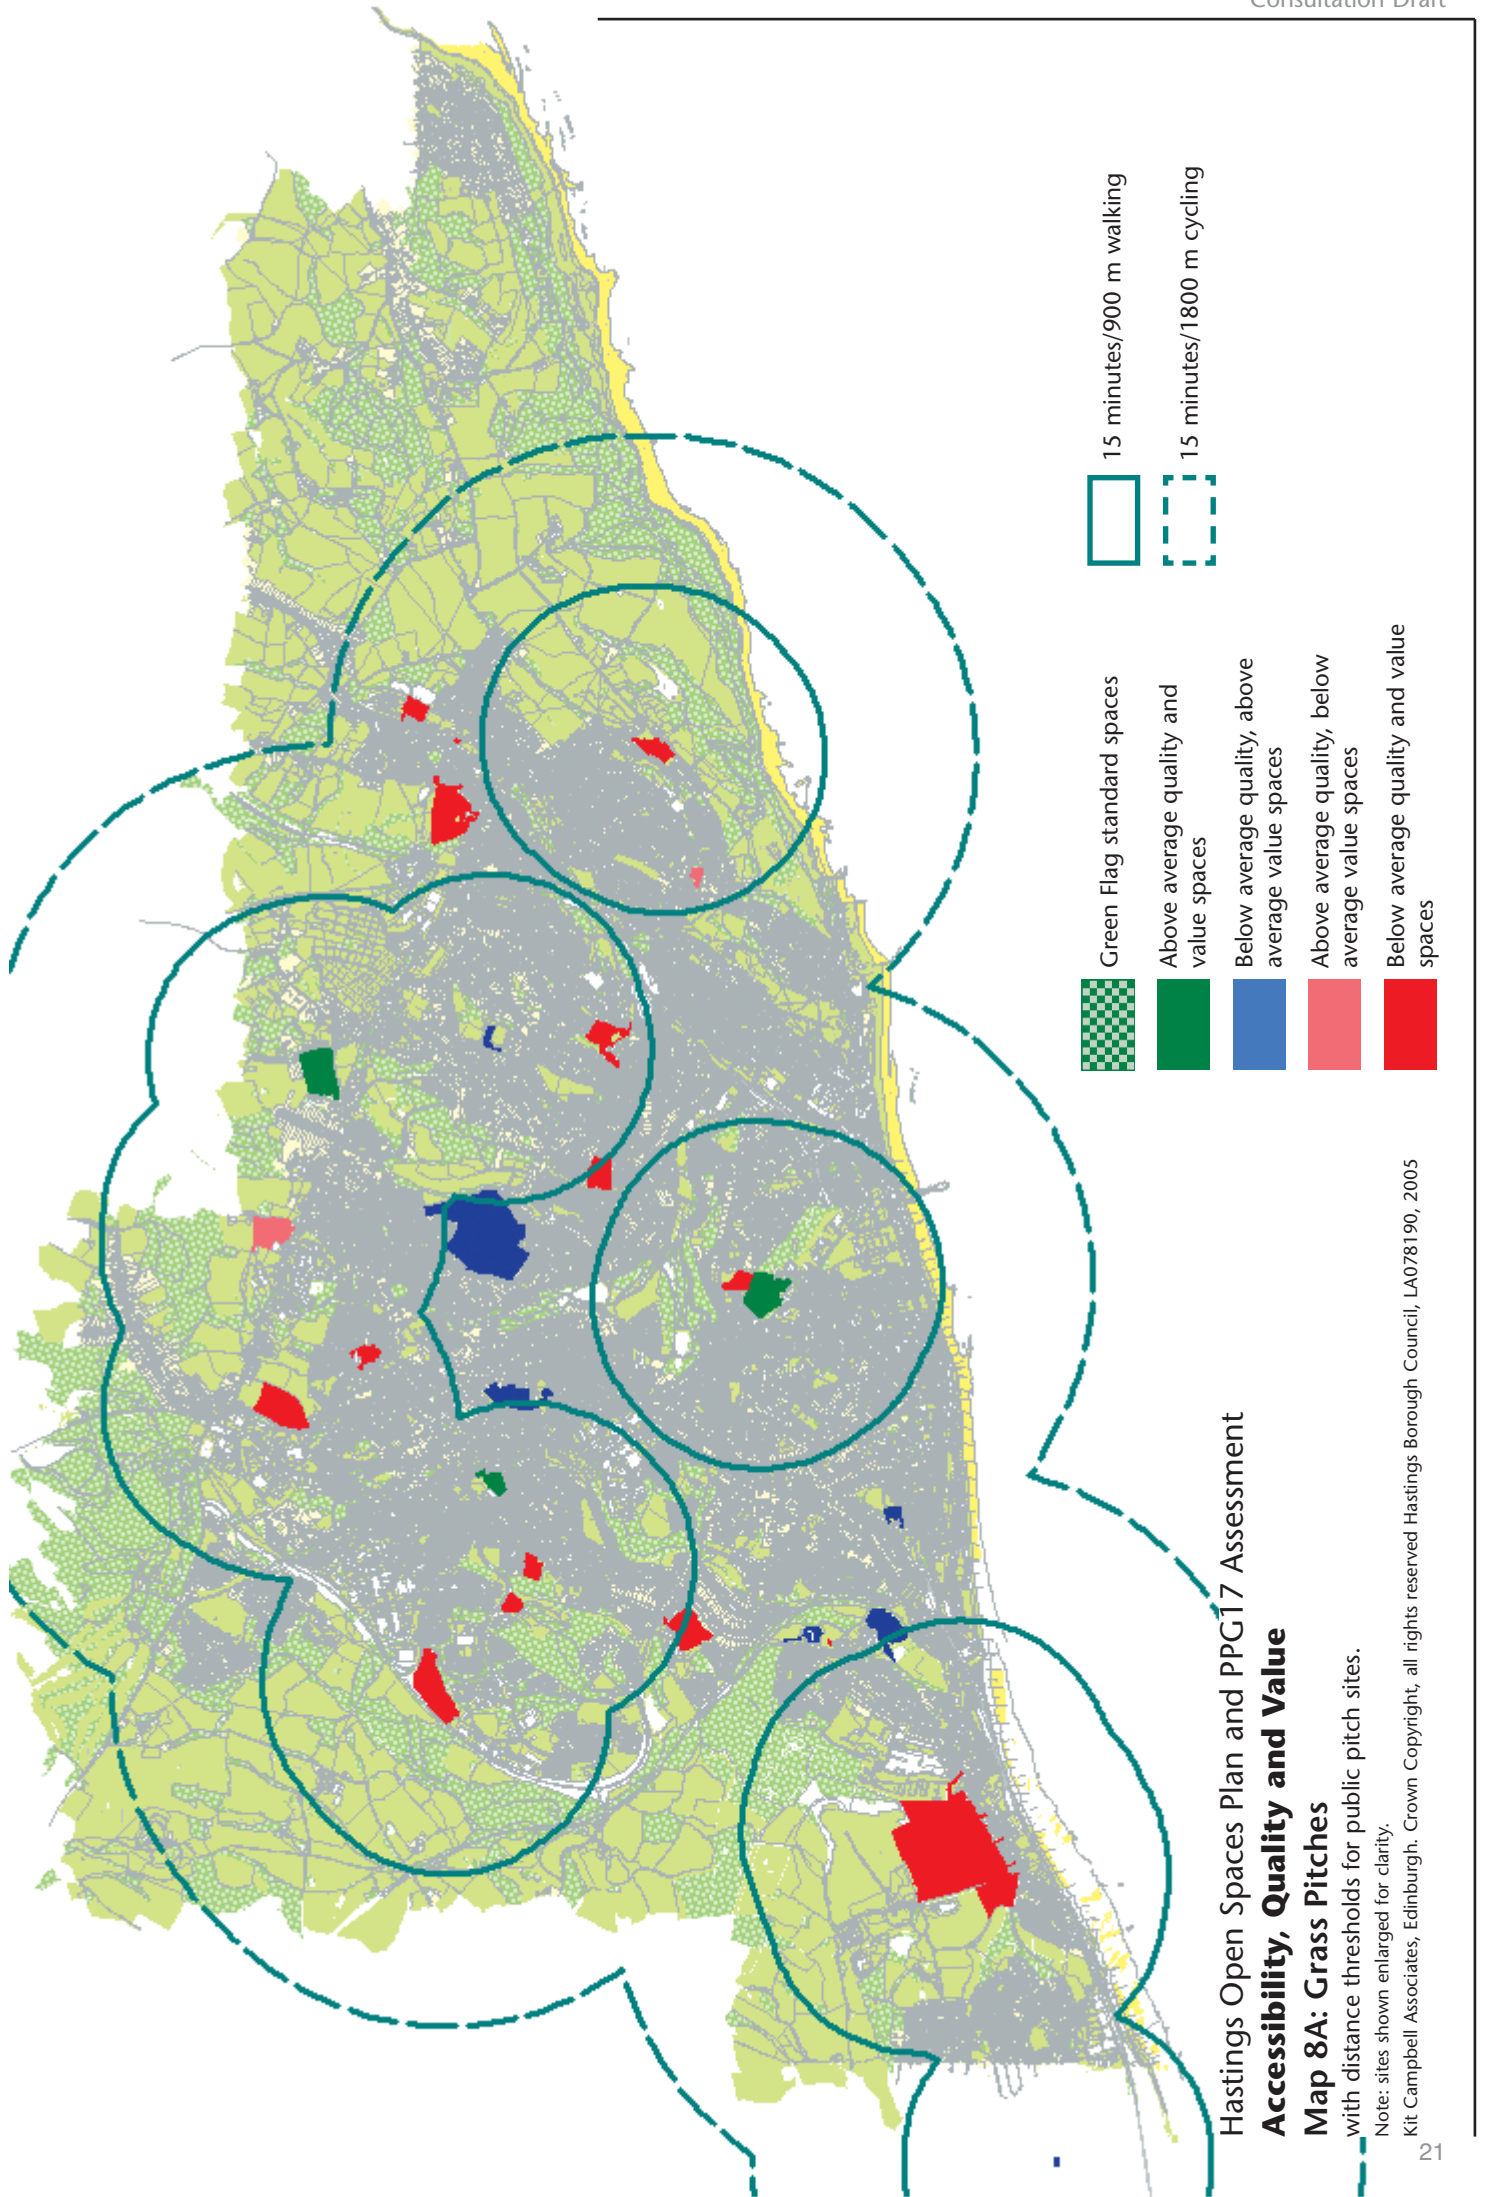 Consultation Draft
Hastings Open Spaces Plan and PPG17 Assessment
Accessibility, Quality and Value
Map 8A: Grass Pitches
with distance thresholds for public pitch sites.
Note: sites shown enlarged for clarity.
Kit Campbell Associates, Edinburgh. Crown Copyright, all rights reserved Hastings Borough Council, LA078190, 2005
Green Flag standard spaces
Above average quality and
value spaces
Below average quality, above
average value spaces
Above average quality, below
average value spaces
Below average quality and value
spaces
15 minutes/900 m walking
15 minutes/1800 m cycling
21